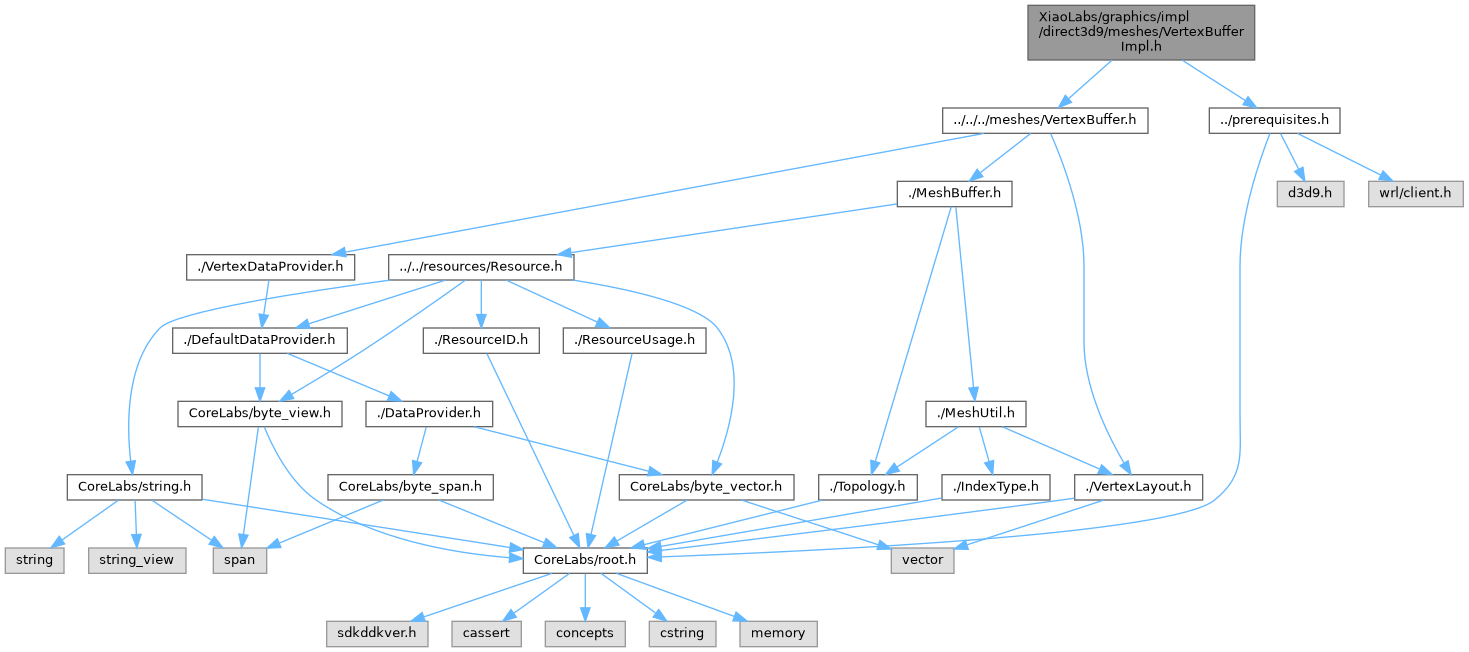 XiaoLabs/graphics/impl
/direct3d9/meshes/VertexBuffer
Impl.h
../../../meshes/VertexBuffer.h
../prerequisites.h
./MeshBuffer.h
d3d9.h
wrl/client.h
./VertexDataProvider.h
../../resources/Resource.h
./DefaultDataProvider.h
./ResourceID.h
./ResourceUsage.h
CoreLabs/byte_view.h
./DataProvider.h
./MeshUtil.h
CoreLabs/string.h
CoreLabs/byte_span.h
CoreLabs/byte_vector.h
./Topology.h
./IndexType.h
./VertexLayout.h
string
string_view
span
CoreLabs/root.h
vector
sdkddkver.h
cassert
concepts
cstring
memory